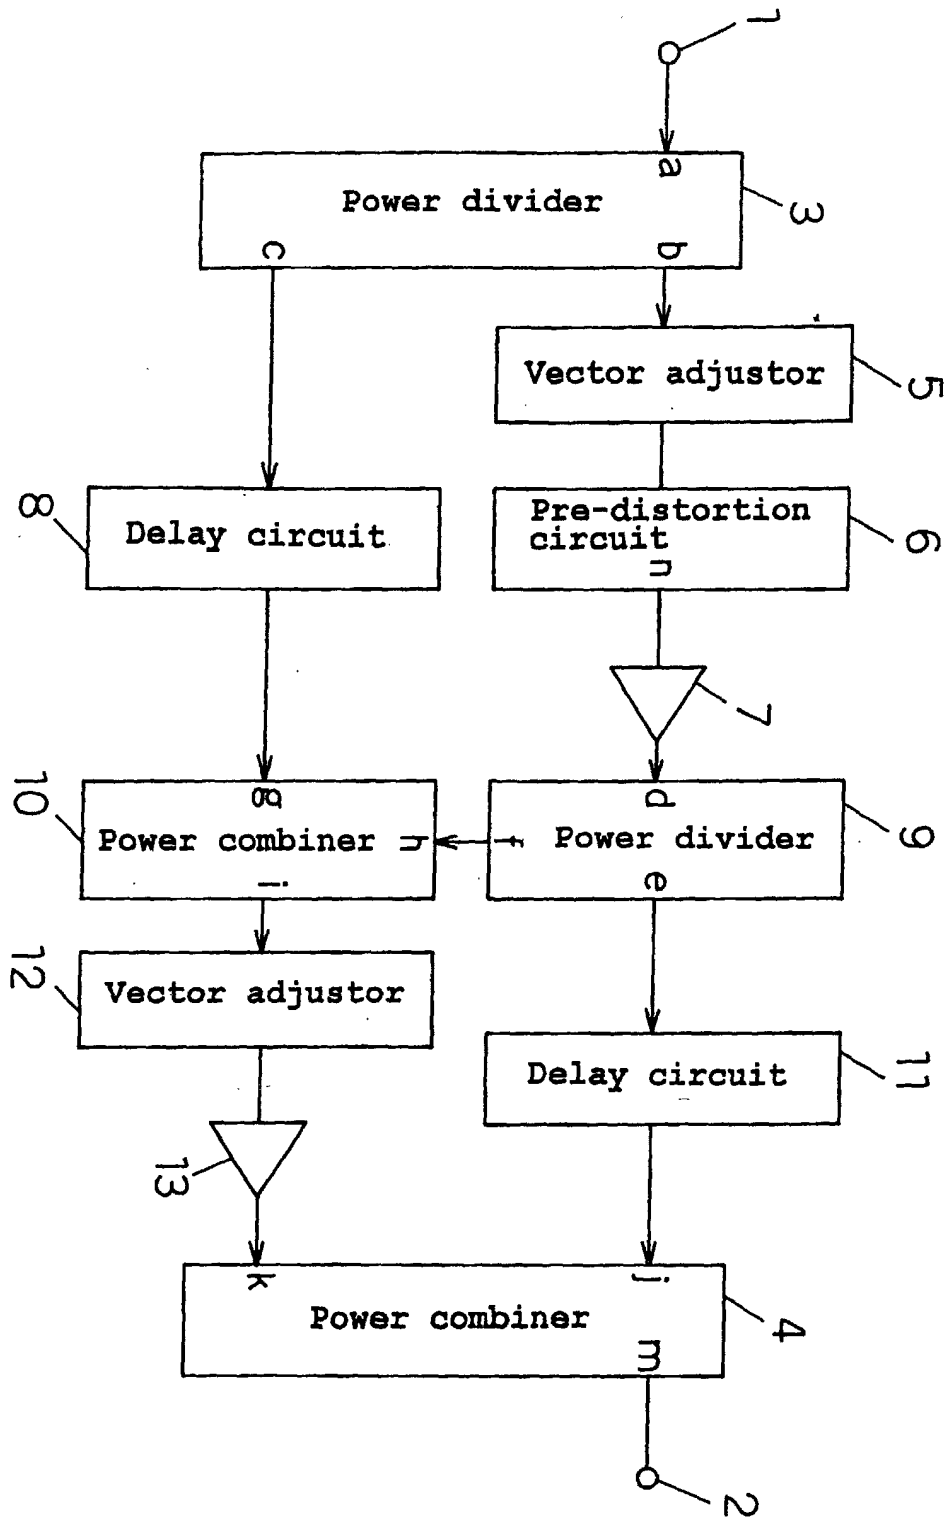 1
a
Power divider
3
c
b
Vector adjustor
5
8
Delay circuit
Pre-distortion
circuit
n
6
7
10
g
Power combiner h
i
d
f Power divider
e
9
12
Vector adjustor
Delay circuit
11
13
k
j
Power combiner
m
4
2